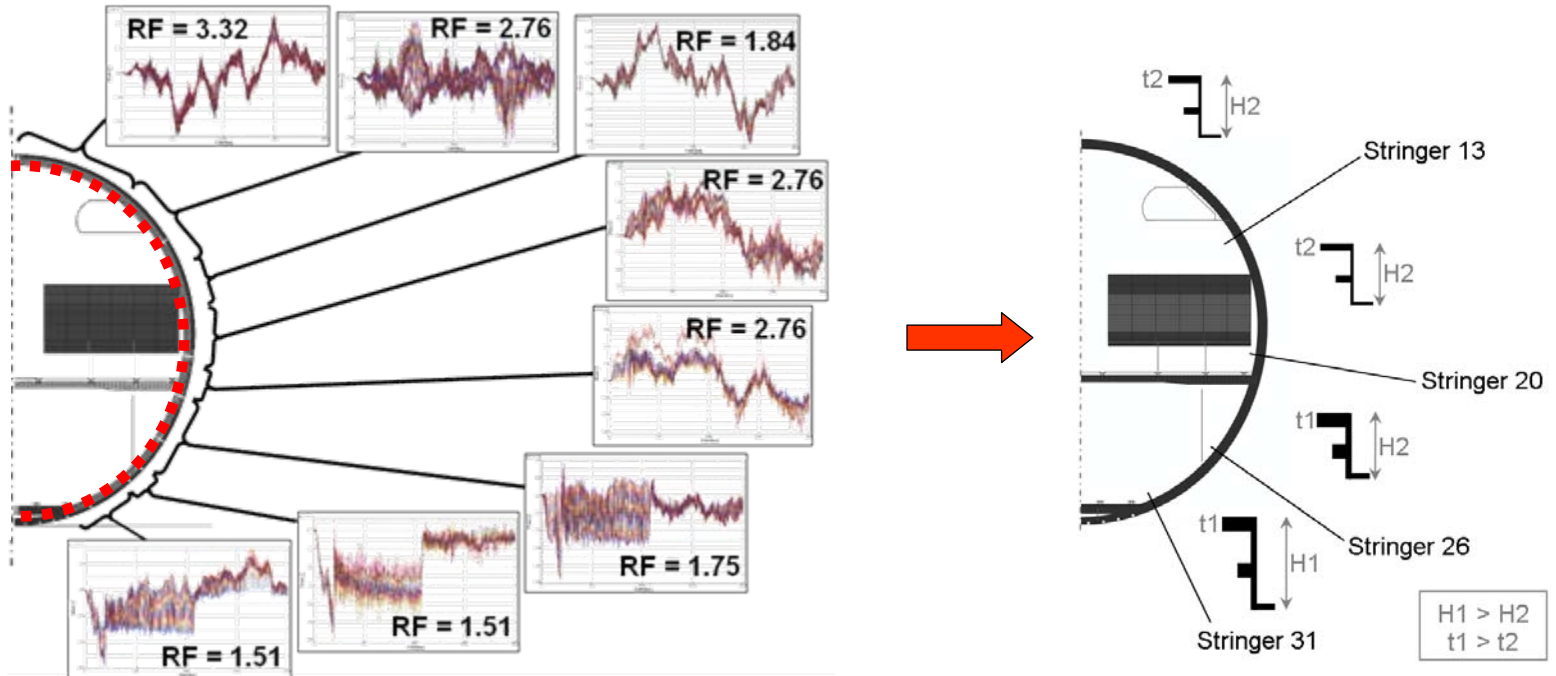 RF = 3.32
RF = 2.76
RF = 1.84
RF = 2.76
RF = 2.76
RF = 1.75
RF = 1.51
RF = 1.51
t2
H2
Stringer 13
t2
H2
Stringer 20
t1
H2
Stringer 26
t1
H1
Stringer 31
H1 > H2
t1 > t2